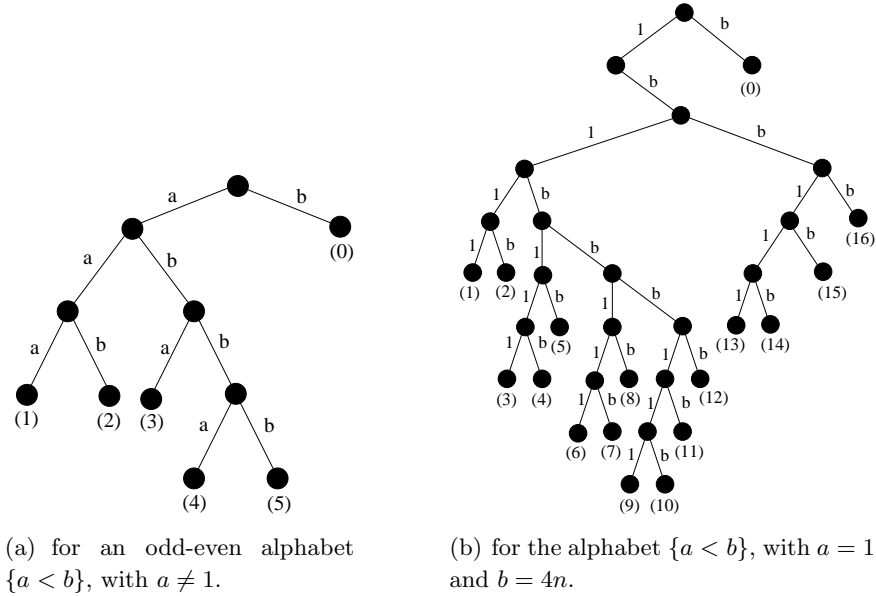 a b
(0)
a b
a b a b
(1) (2) (3)
a b
(4) (5)
(a) for an odd-even alphabet
{a < b}, with a ≠ 1.
1 b
b (0)
1 b
1 b 1 b
1 b 1 b 1 b (16)
(1) (2) (15)
1 b 1 b 1 b
(5) (13) (14)
1 b 1 b 1 b
(3) (4) (8) (12)
1 b 1 b
(6) (7) (11)
1 b
(9) (10)
(b) for the alphabet {a < b}, with a = 1
and b = 4n.